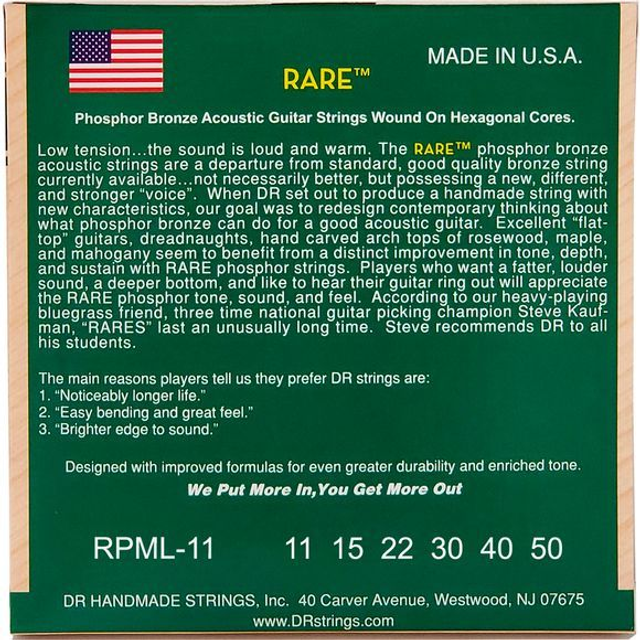 RARE™
MADE IN U.S.A.
Phosphor Bronze Acoustic Guitar Strings Wound On Hexagonal Cores.
Low tension...the sound is loud and warm. The RARE™ phosphor bronze
acoustic strings are a departure from standard, good quality bronze string
currently available...not necessarily better, but possessing a new, different,
and stronger “voice”. When DR set out to produce a handmade string with
new characteristics, our goal was to redesign contemporary thinking about
what phosphor bronze can do for a good acoustic guitar. Excellent “flat-
top” guitars, dreadnaughts, hand carved arch tops of rosewood, maple,
and mahogany seem to benefit from a distinct improvement in tone, depth,
and sustain with RARE phosphor strings. Players who want a fatter, louder
sound, a deeper bottom, and like to hear their guitar ring out will appreciate
the RARE phosphor tone, sound, and feel. According to our heavy-playing
bluegrass friend, three time national guitar picking champion Steve Kauf-
man, “RARES” last an unusually long time. Steve recommends DR to all
his students.
The main reasons players tell us they prefer DR strings are:
1. “Noticeably longer life.”
2. “Easy bending and great feel.”
3. “Brighter edge to sound.”
Designed with improved formulas for even greater durability and enriched tone.
We Put More In,You Get More Out
RPML-11 11 15 22 30 40 50
DR HANDMADE STRINGS, Inc. 40 Carver Avenue, Westwood, NJ 07675
www.DRstrings.com